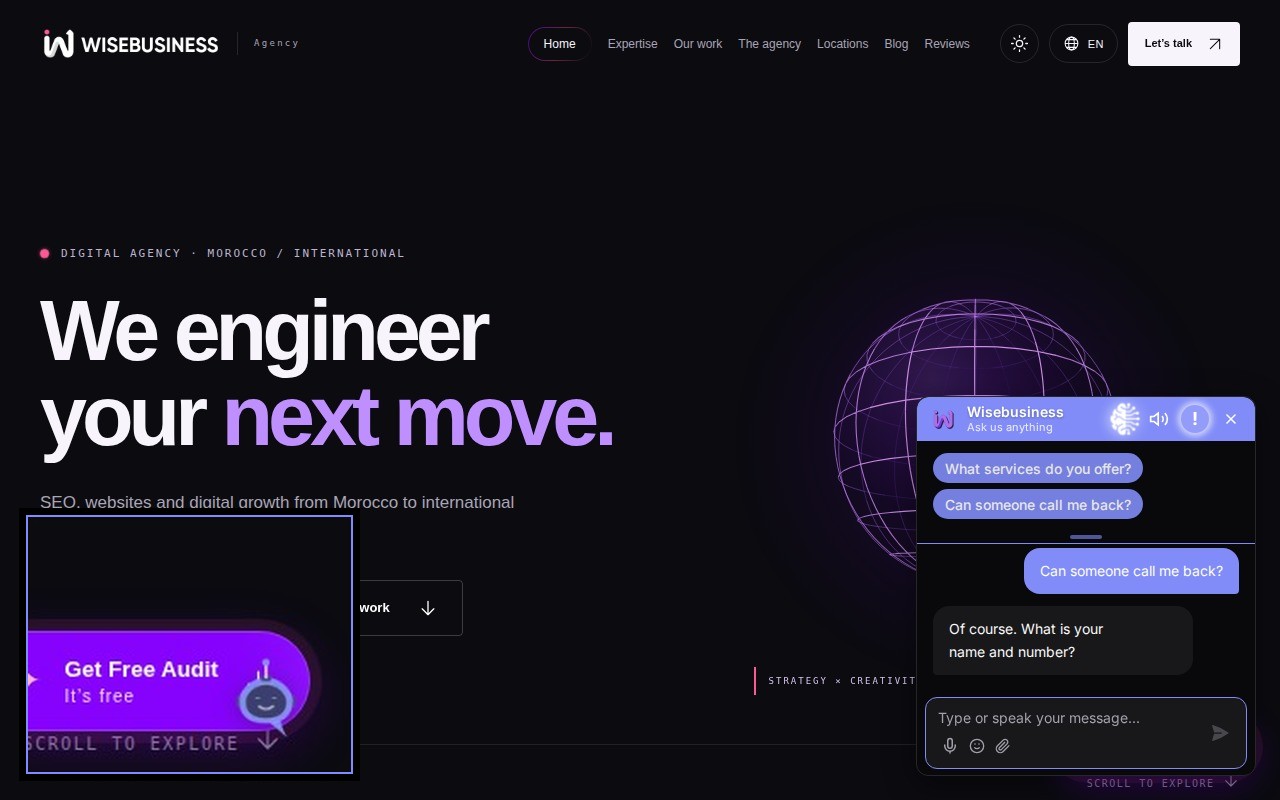 WISEBUSINESS
Agency
Home
Expertise
Our work
The agency
Locations
Blog
Reviews
EN
Let's talk
DIGITAL AGENCY · MOROCCO / INTERNATIONAL
We engineer
your next move.
SEO, websites and digital growth from Morocco to international
work
Get Free Audit
It's free
SCROLL TO EXPLORE
STRATEGY × CREATIVIT
Wisebusiness
Ask us anything
What services do you offer?
Can someone call me back?
Can someone call me back?
Of course. What is your
name and number?
Type or speak your message...
SCROLL TO EXPLORE